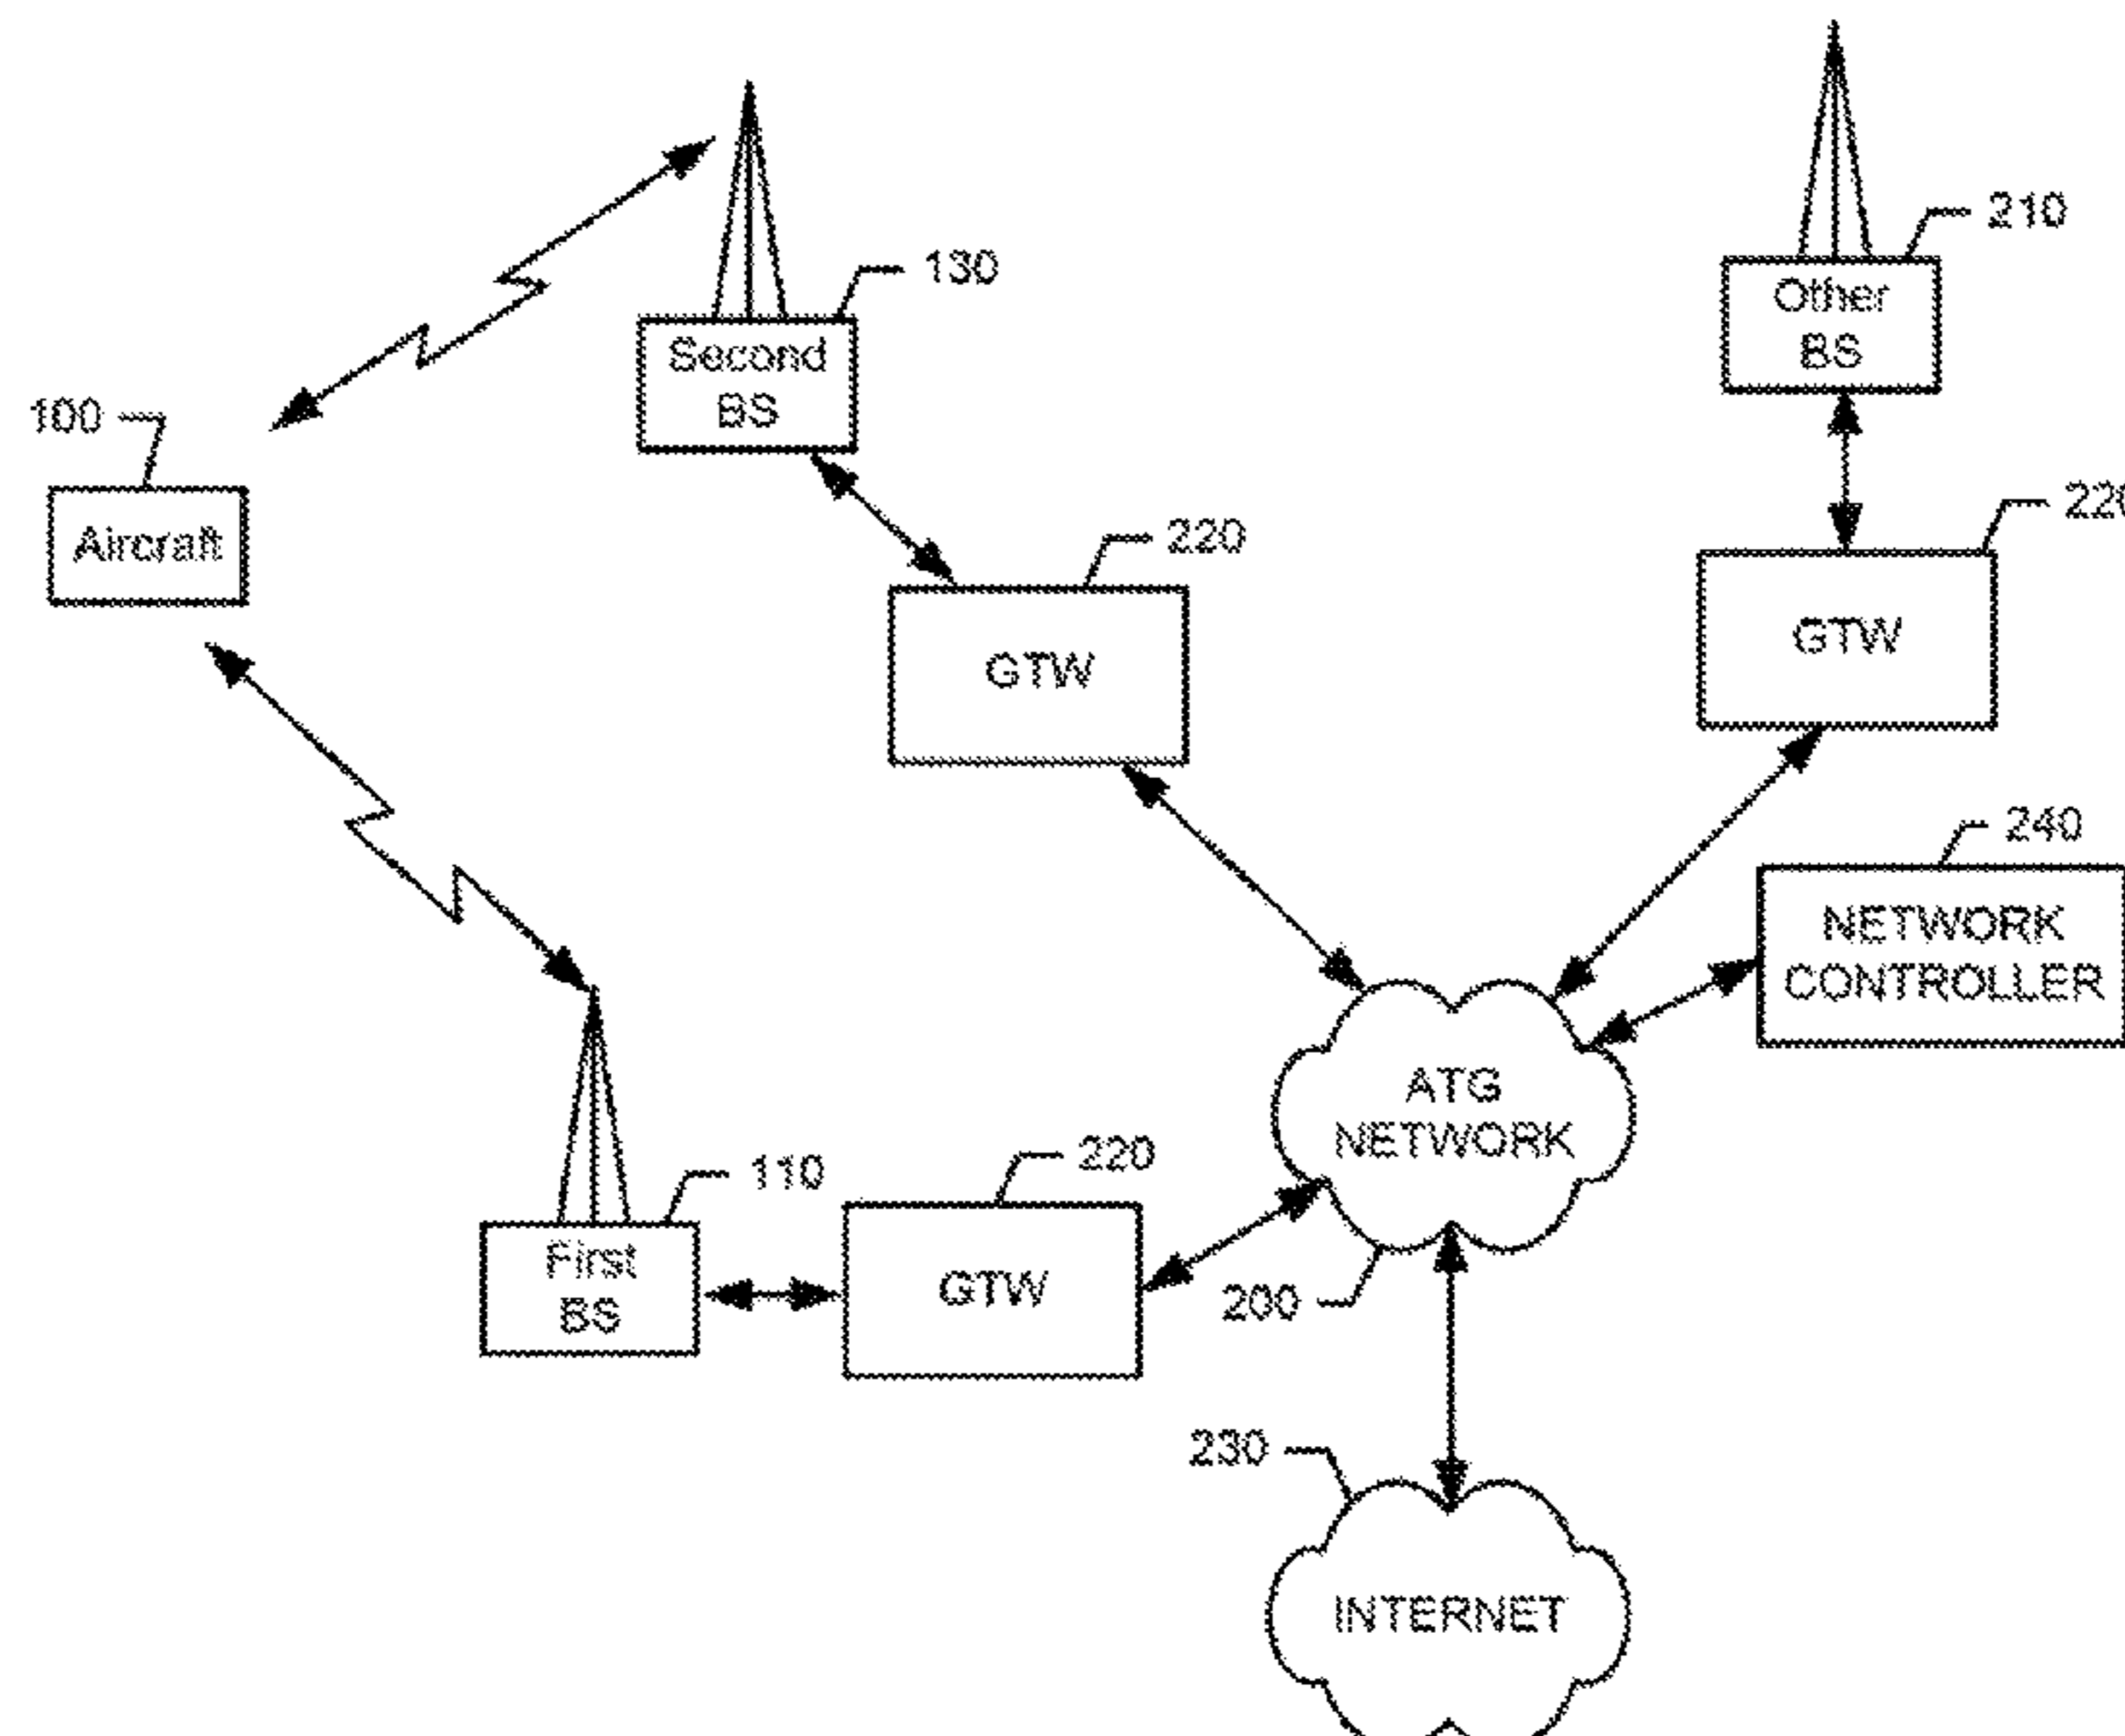 210
130
Other
BS
Second
BS
100
220
220
Aircraft
GTW
GTW
240
NETWORK
CONTROLLER
ATG
NETWORK
220
110
First
BS
GTW
200
230
INTERNET